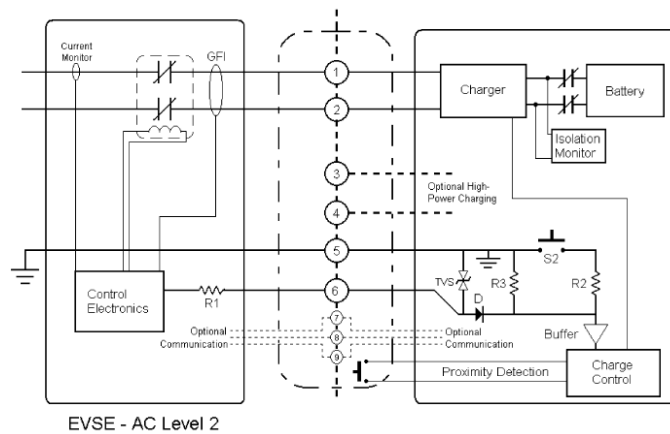 Current
Monitor
GFI
1
2
3
4
5
6
7
8
9
Charger
Battery
Isolation
Monitor
Optional High-
Power Charging
S2
TVS
R3
R2
D
Control
Electronics
R1
Optional
Communication
Optional
Communication
Buffer
Proximity Detection
Charge
Control
EVSE - AC Level 2